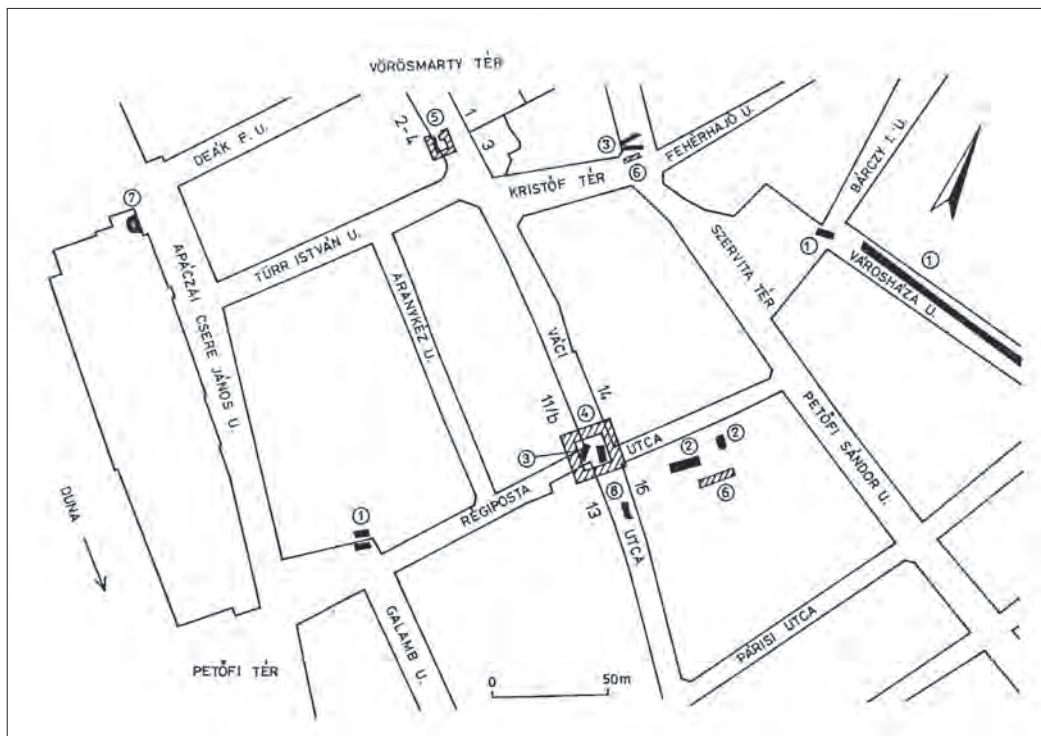 VÖRÖSMARTY TÉR
DEÁK F. U.
2-4
⑤
1
3
③
⑥
FEHÉRHAJÓ U.
KRISTÓF TÉR
BÁRCZY I. U.
①
①
VÁROSHÁZA U.
SZERVITA TÉR
⑦
APÁCZAI CSERE JÁNOS U.
TÜRR ISTVÁN U.
ARANYKÉZ U.
VÁCI
11/b
14
④
③
UTCA
②
②
⑥
PETŐFI SÁNDOR U.
RÉGIPOSTA
⑧
13
15
UTCA
①
DUNA
GALAMB U.
PÁRISI UTCA
PETŐFI TÉR
0 50m